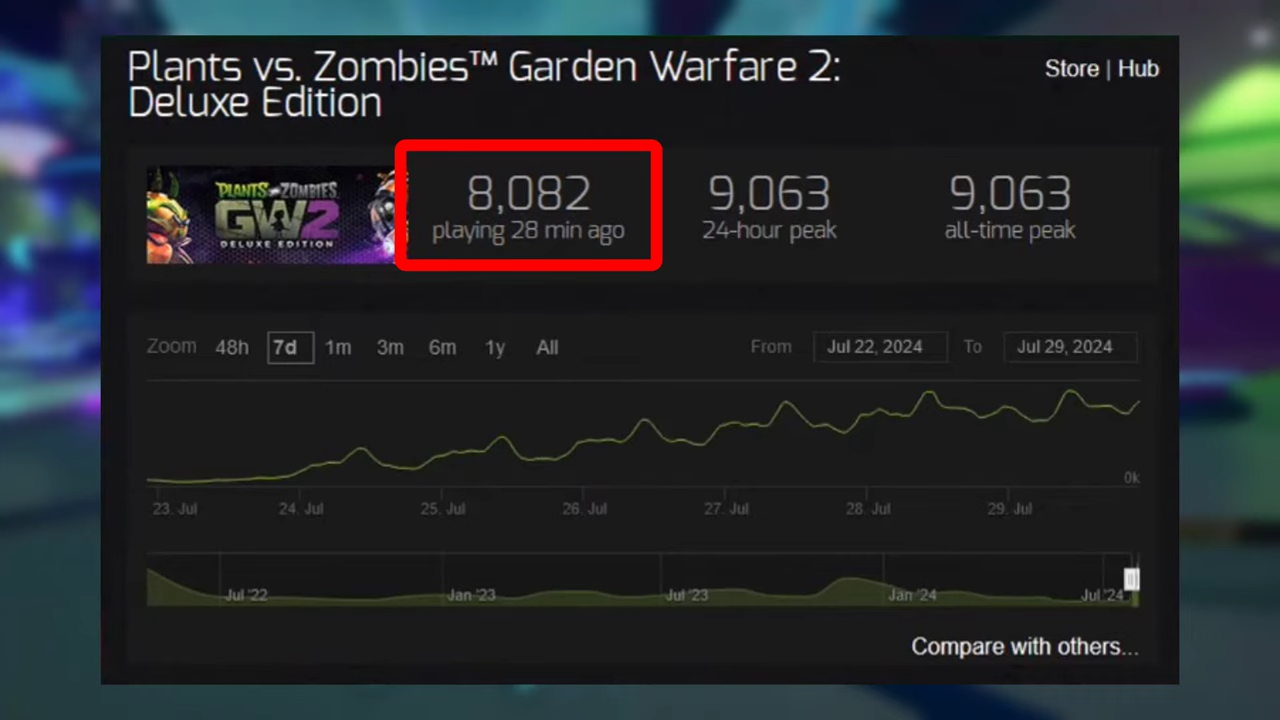 Plants vs. Zombies™ Garden Warfare 2:
Deluxe Edition
Store | Hub
PLANTS vs. ZOMBIES
GW2
DELUXE EDITION
8,082
playing 28 min ago
9,063
24-hour peak
9,063
all-time peak
Zoom 48h 7d 1m 3m 6m 1y All
From Jul 22, 2024 To Jul 29, 2024
0k
23. Jul 24. Jul 25. Jul 26. Jul 27. Jul 28. Jul 29. Jul
Jul '22 Jan '23 Jul '23 Jan '24 Jul '24
Compare with others...